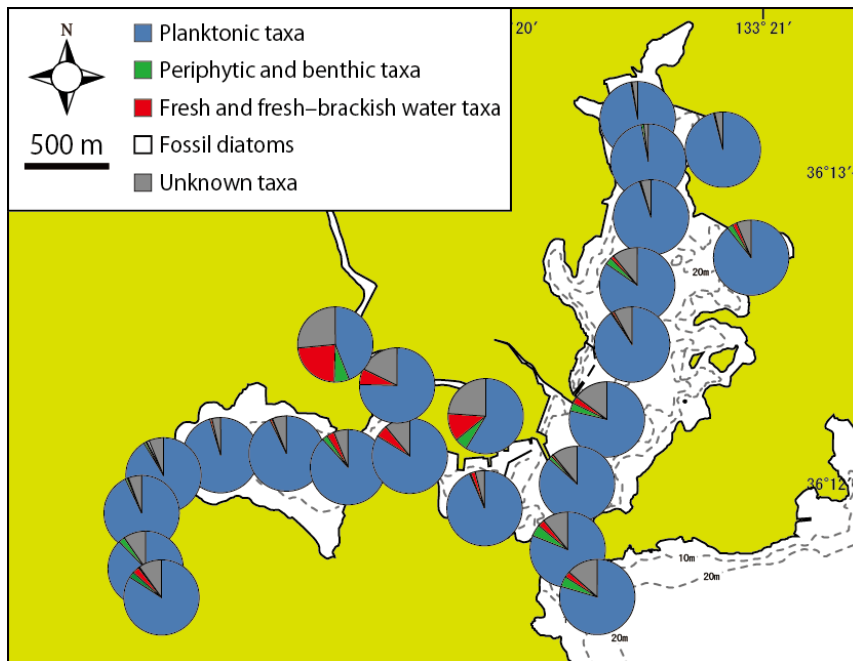 N
500 m
Planktonic taxa
Periphytic and benthic taxa
Fresh and fresh–brackish water taxa
Fossil diatoms
Unknown taxa
20′
133° 21′
36°13′
20m
36°12′
10m
20m
20m